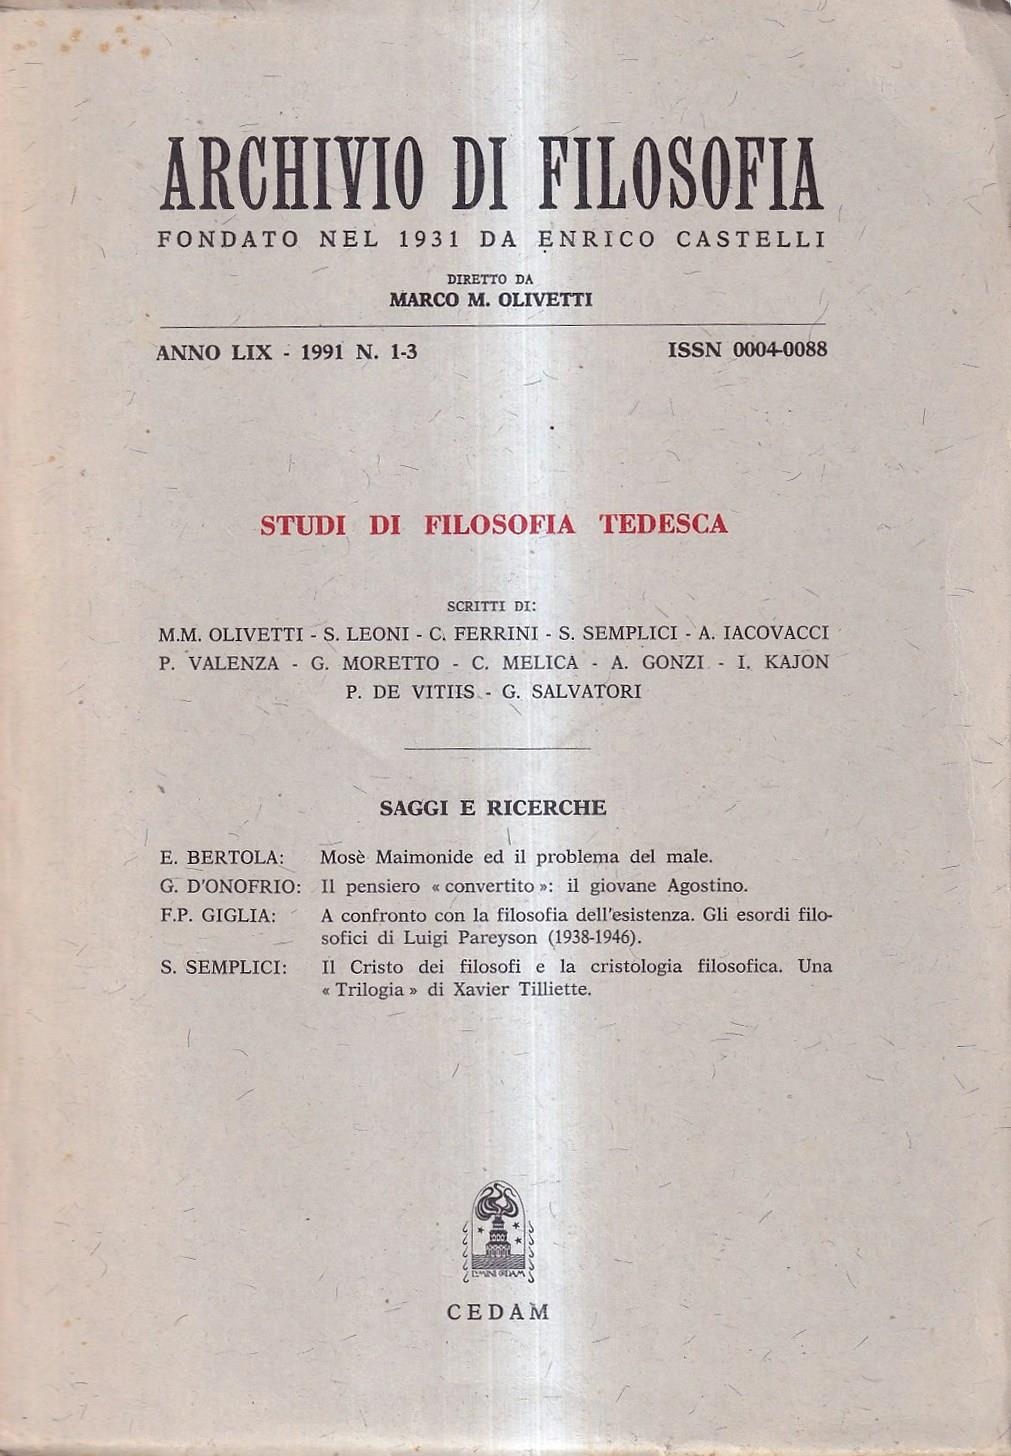 ARCHIVIO DI FILOSOFIA
FONDATO NEL 1931 DA ENRICO CASTELLI
DIRETTO DA
MARCO M. OLIVETTI
ANNO LIX - 1991 N. 1-3 ISSN 0004-0088
STUDI DI FILOSOFIA TEDESCA
SCRITTI DI:
M.M. OLIVETTI - S. LEONI - C. FERRINI - S. SEMPLICI - A. IACOVACCI
P. VALENZA - G. MORETTO - C. MELICA - A. GONZI - I. KAJON
P. DE VITIIS - G. SALVATORI
SAGGI E RICERCHE
E. BERTOLA: Mosè Maimonide ed il problema del male.
G. D'ONOFRIO: Il pensiero « convertito »: il giovane Agostino.
F.P. GIGLIA: A confronto con la filosofia dell'esistenza. Gli esordi filo-
sofici di Luigi Pareyson (1938-1946).
S. SEMPLICI: Il Cristo dei filosofi e la cristologia filosofica. Una
« Trilogia » di Xavier Tilliette.
CEDAM